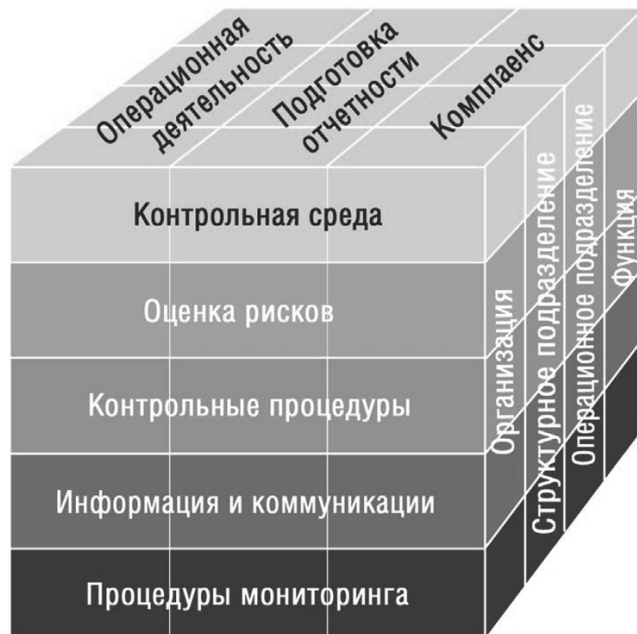 Операционная
деятельность
Подготовка
отчетности
Комплаенс
Контрольная среда
Оценка рисков
Контрольные процедуры
Информация и коммуникации
Процедуры мониторинга
Организация
Структурное подразделение
Операционное подразделение
Функция